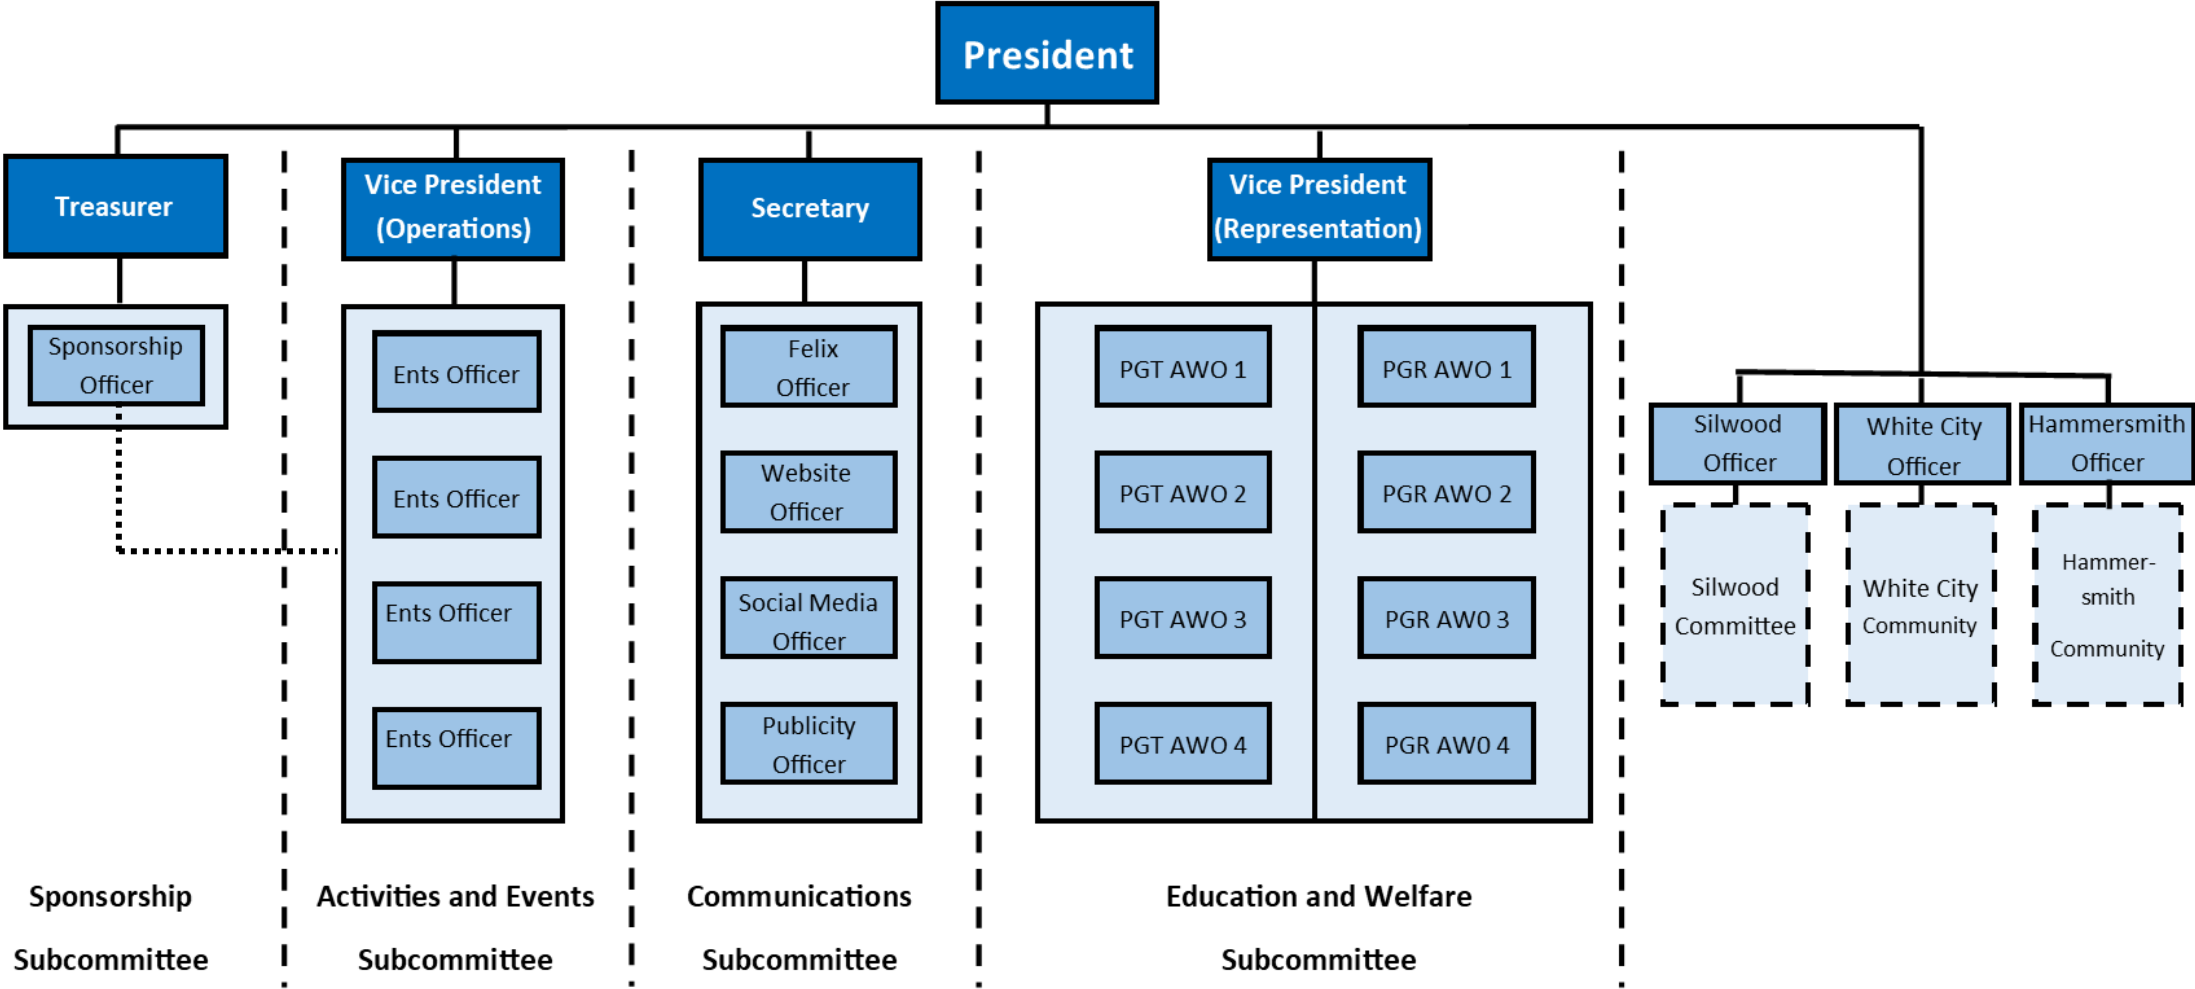 President
Treasurer
Vice President
(Operations)
Secretary
Vice President
(Representation)
Sponsorship
Officer
Ents Officer
Ents Officer
Ents Officer
Ents Officer
Felix
Officer
Website
Officer
Social Media
Officer
Publicity
Officer
PGT AWO 1
PGT AWO 2
PGT AWO 3
PGT AWO 4
PGR AWO 1
PGR AWO 2
PGR AW0 3
PGR AW0 4
Silwood
Officer
White City
Officer
Hammersmith
Officer
Silwood
Committee
White City
Community
Hammer-
smith
Community
Sponsorship
Subcommittee
Activities and Events
Subcommittee
Communications
Subcommittee
Education and Welfare
Subcommittee